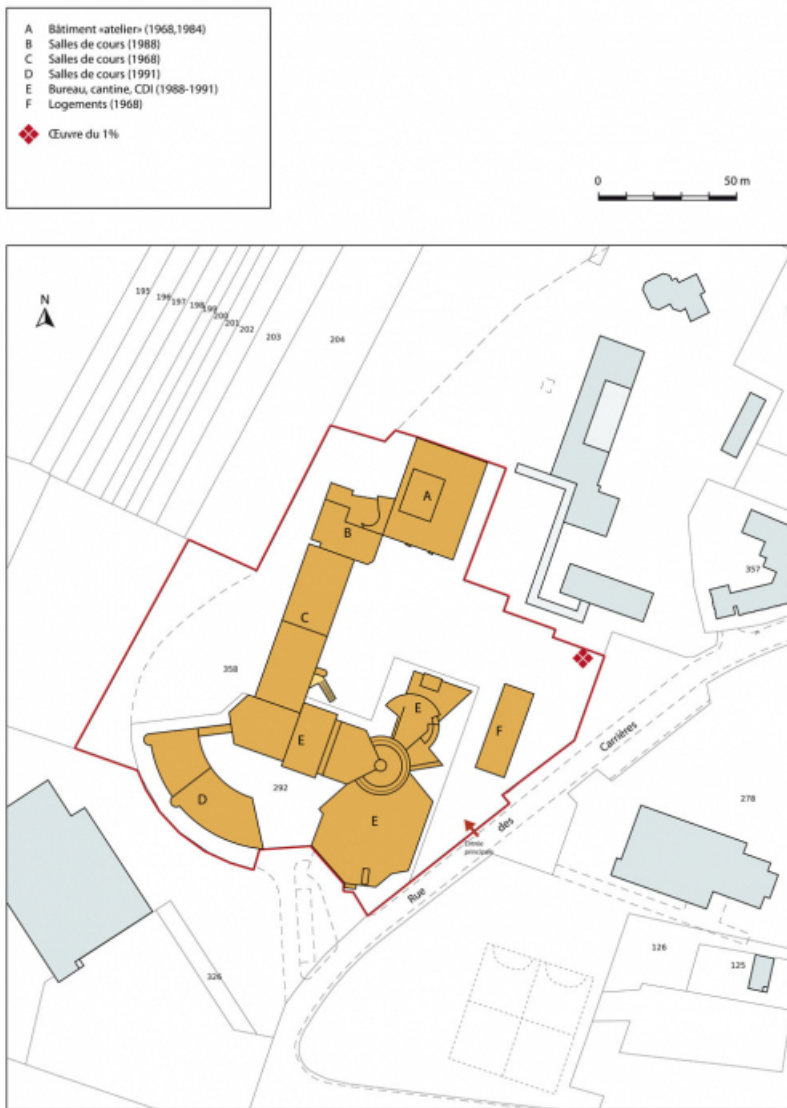 A Bâtiment «atelier» (1968,1984)
B Salles de cours (1988)
C Salles de cours (1968)
D Salles de cours (1991)
E Bureau, cantine, CDI (1988-1991)
F Logements (1968)
Œuvre du 1%
0 50 m
N
195
196
197
198
199
200
201
202
203
204
A
B
357
C
358
E
F
E
Rue des Carrières
292
D
E
278
Entrée
principale
326
126
125